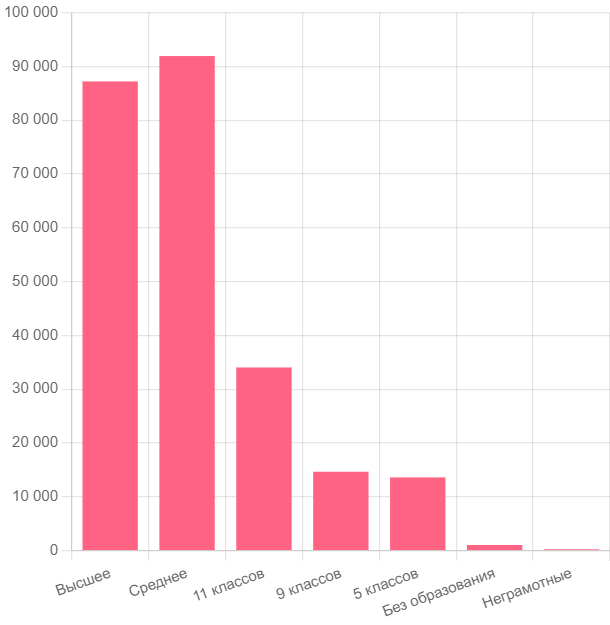 100 000
90 000
80 000
70 000
60 000
50 000
40 000
30 000
20 000
10 000
0
Высшее
Среднее
11 классов
9 классов
5 классов
Без образования
Неграмотные